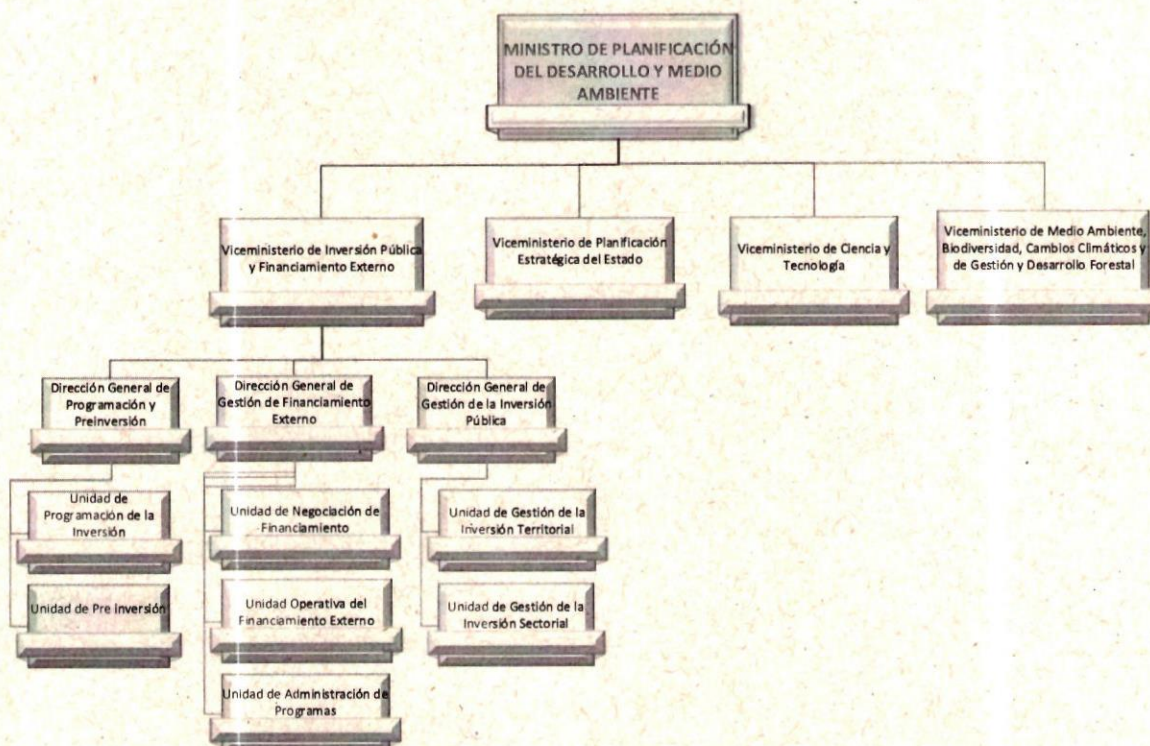 MINISTRO DE PLANIFICACIÓN
DEL DESARROLLO Y MEDIO
AMBIENTE
Viceministerio de Inversión Pública
y Financiamiento Externo
Viceministerio de Planificación
Estratégica del Estado
Viceministerio de Ciencia y
Tecnología
Viceministerio de Medio Ambiente,
Biodiversidad, Cambios Climáticos y
de Gestión y Desarrollo Forestal
Dirección General de
Programación y
Preinversión
Dirección General de
Gestión de Financiamiento
Externo
Dirección General de
Gestión de la Inversión
Pública
Unidad de
Programación de la
Inversión
Unidad de Pre Inversión
Unidad de Negociación de
Financiamiento
Unidad Operativa del
Financiamiento Externo
Unidad de Administración de
Programas
Unidad de Gestión de la
Inversión Territorial
Unidad de Gestión de la
Inversión Sectorial